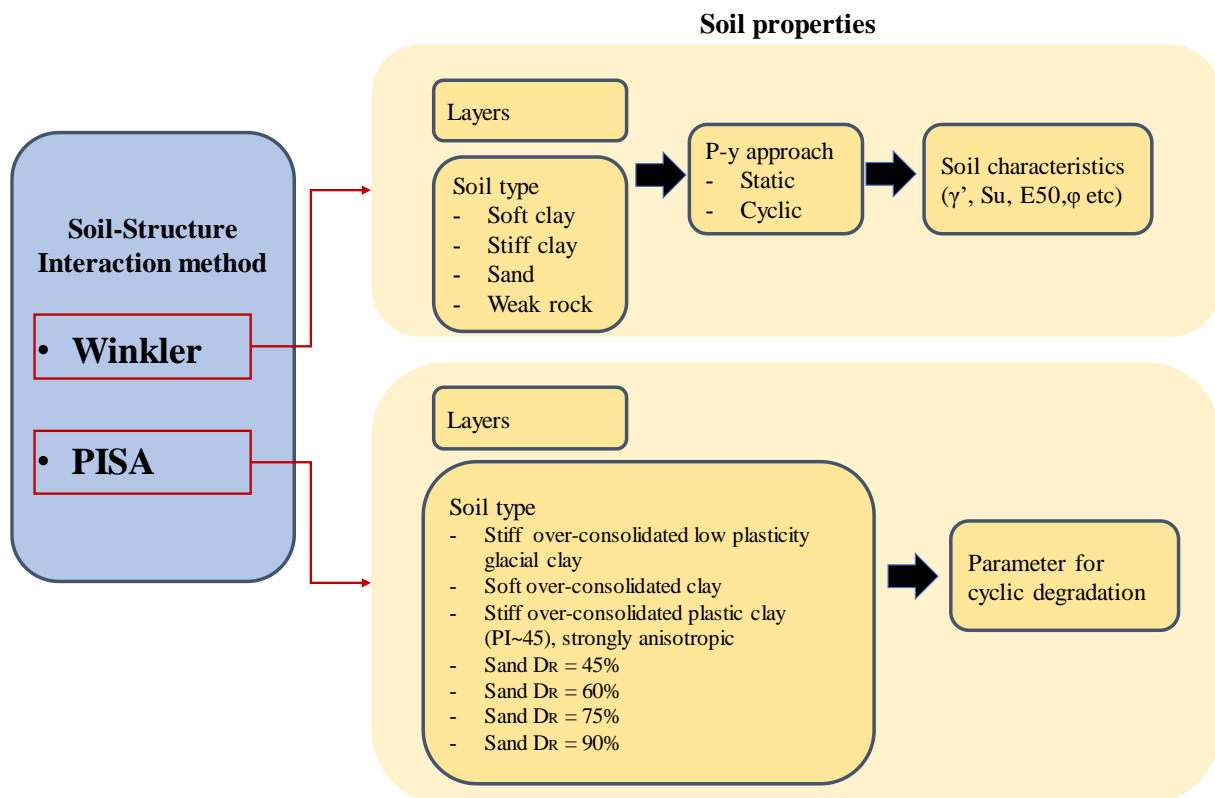 Soil properties
Soil-Structure
Interaction method
• Winkler
• PISA
Layers
Soil type
- Soft clay
- Stiff clay
- Sand
- Weak rock
P-y approach
- Static
- Cyclic
Soil characteristics
(γ’, Su, E50,φ etc)
Layers
Soil type
- Stiff over-consolidated low plasticity
glacial clay
- Soft over-consolidated clay
- Stiff over-consolidated plastic clay
(PI~45), strongly anisotropic
- Sand DR = 45%
- Sand DR = 60%
- Sand DR = 75%
- Sand DR = 90%
Parameter for
cyclic degradation